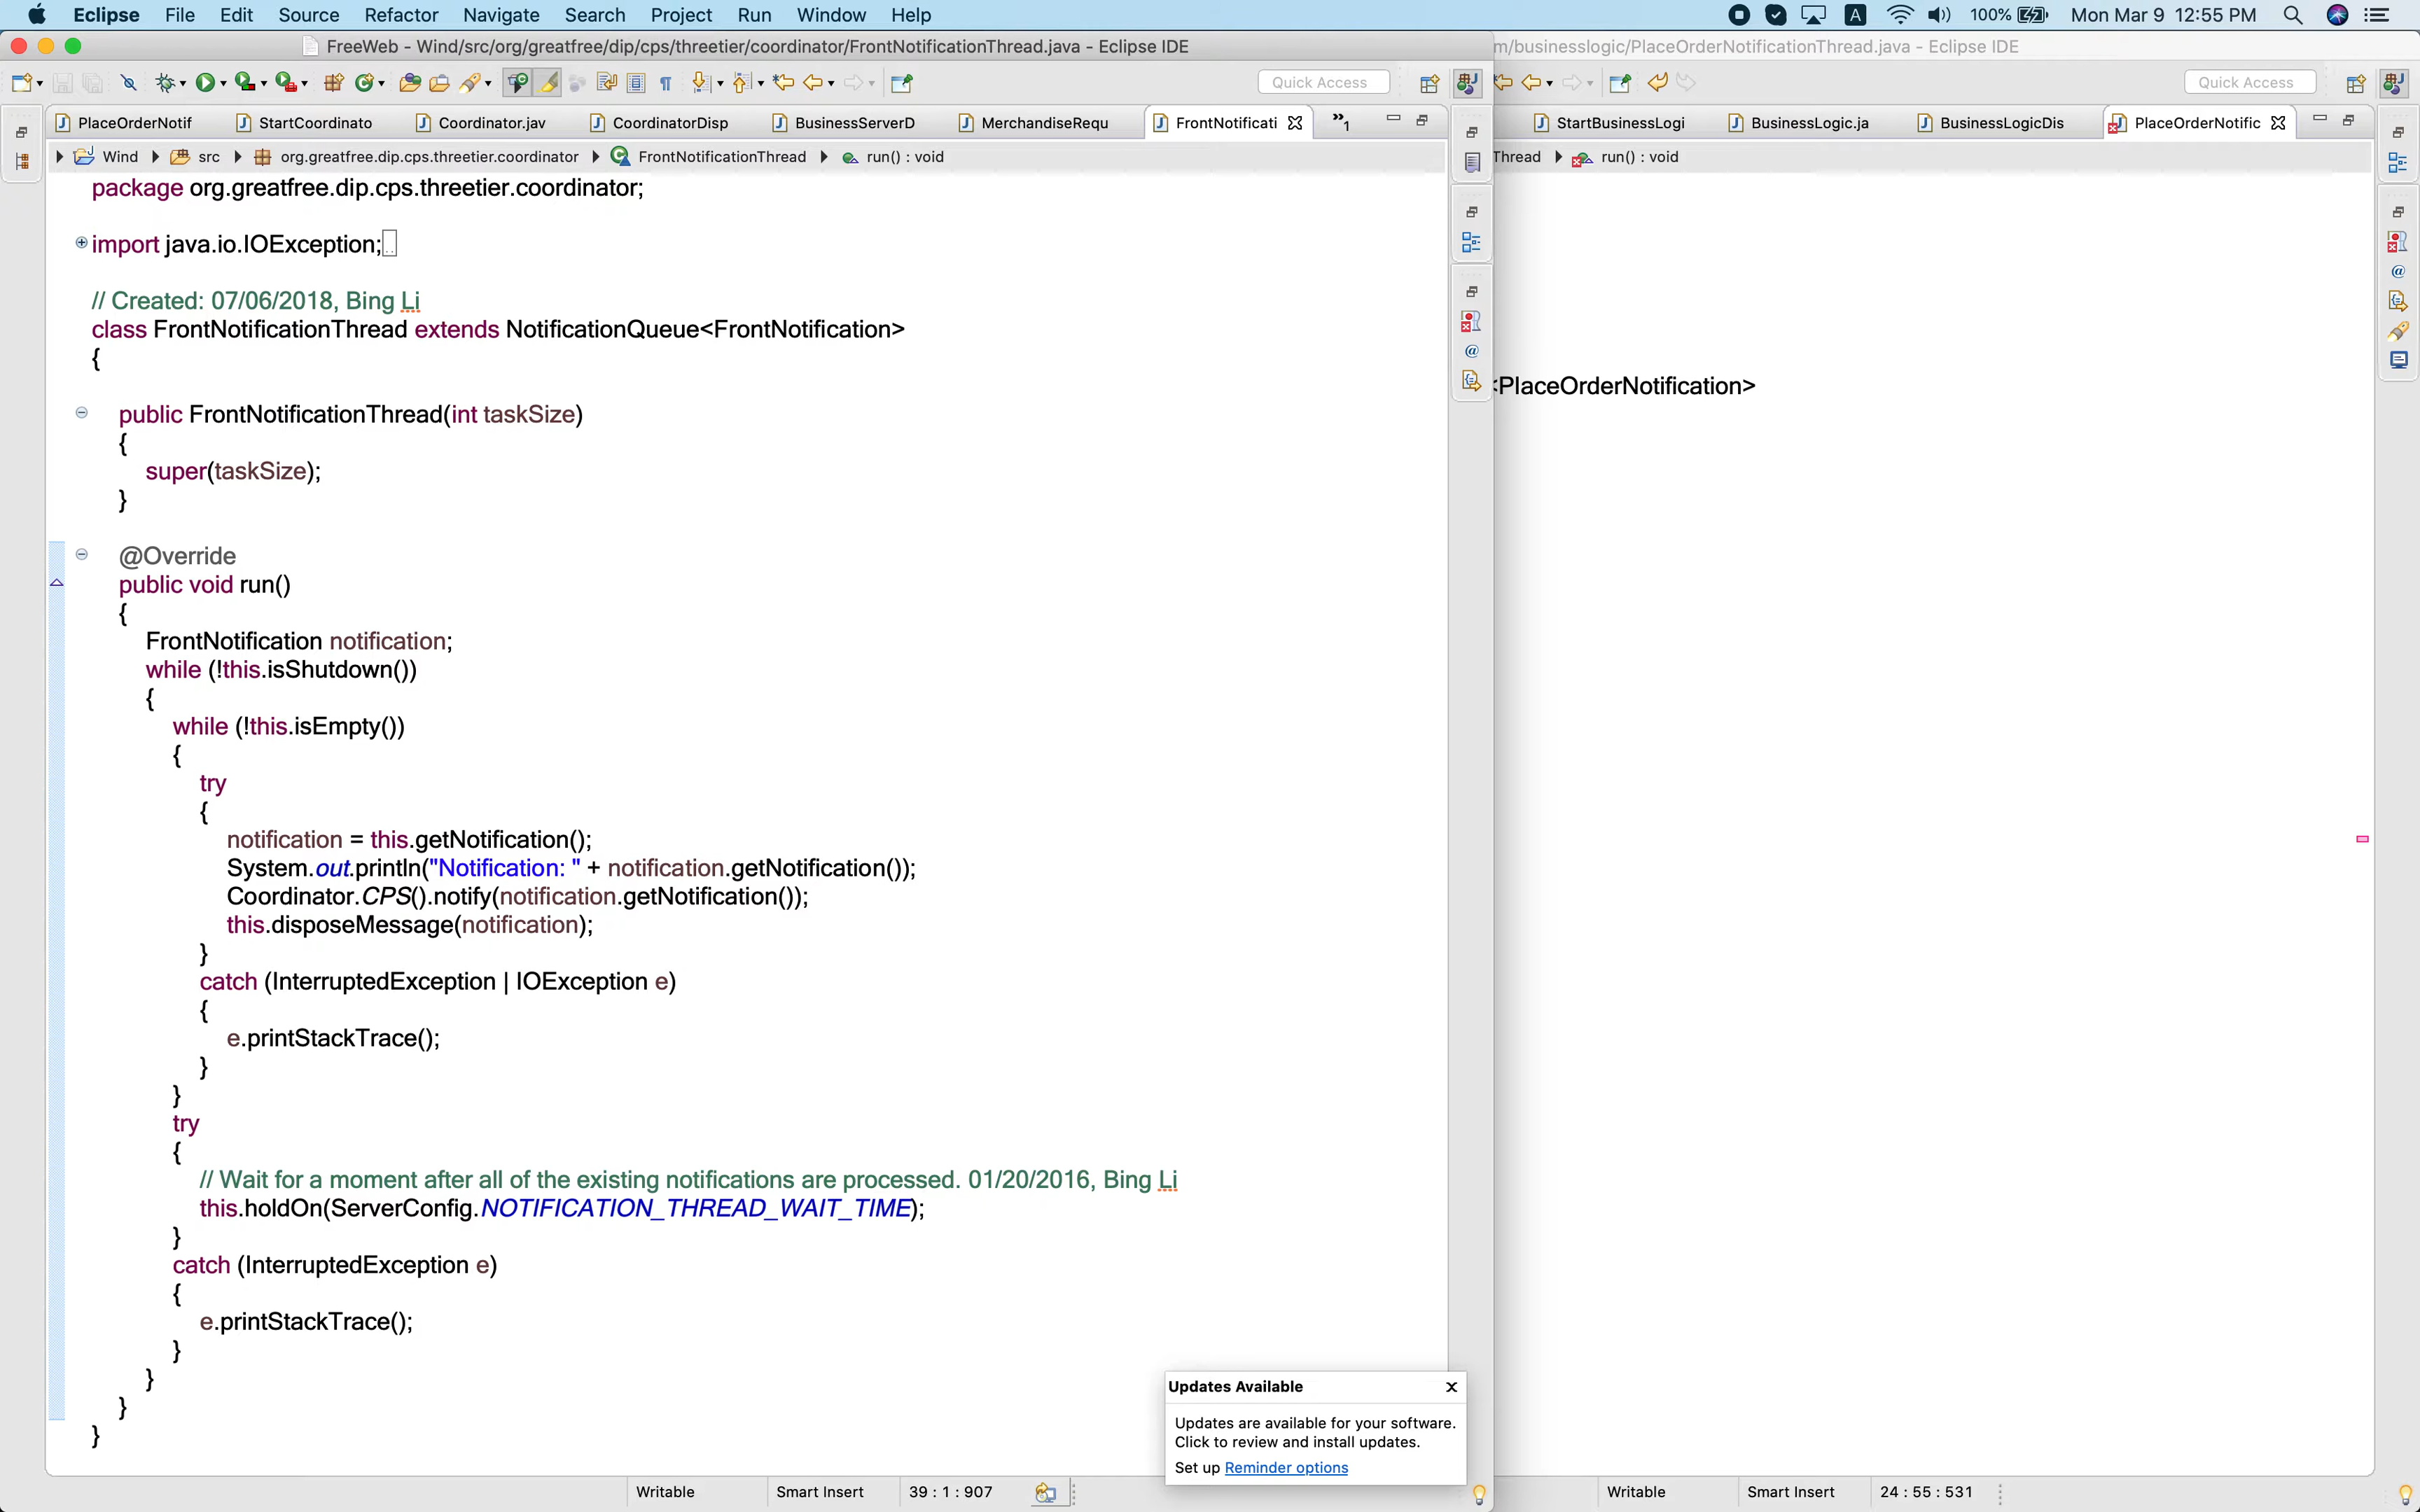 Eclipse File Edit Source Refactor Navigate Search Project Run Window Help A 100% Mon Mar 9 12:55 PM
FreeWeb - Wind/src/org/greatfree/dip/cps/threetier/coordinator/FrontNotificationThread.java - Eclipse IDE
m/businesslogic/PlaceOrderNotificationThread.java - Eclipse IDE
Quick Access
Quick Access
PlaceOrderNotif StartCoordinato Coordinator.jav CoordinatorDisp BusinessServerD MerchandiseRequ FrontNotificati »1
StartBusinessLogi BusinessLogic.ja BusinessLogicDis PlaceOrderNotific
Wind src org.greatfree.dip.cps.threetier.coordinator FrontNotificationThread run() : void
Thread run() : void
package org.greatfree.dip.cps.threetier.coordinator;
import java.io.IOException;
// Created: 07/06/2018, Bing Li
class FrontNotificationThread extends NotificationQueue<FrontNotification>
{
<PlaceOrderNotification>
public FrontNotificationThread(int taskSize)
{
super(taskSize);
}
@Override
public void run()
{
FrontNotification notification;
while (!this.isShutdown())
{
while (!this.isEmpty())
{
try
{
notification = this.getNotification();
System.out.println("Notification: " + notification.getNotification());
Coordinator.CPS().notify(notification.getNotification());
this.disposeMessage(notification);
}
catch (InterruptedException | IOException e)
{
e.printStackTrace();
}
}
try
{
// Wait for a moment after all of the existing notifications are processed. 01/20/2016, Bing Li
this.holdOn(ServerConfig.NOTIFICATION_THREAD_WAIT_TIME);
}
catch (InterruptedException e)
{
e.printStackTrace();
}
}
}
}
Updates Available
Updates are available for your software.
Click to review and install updates.
Set up Reminder options
Writable Smart Insert 39 : 1 : 907
Writable Smart Insert 24 : 55 : 531